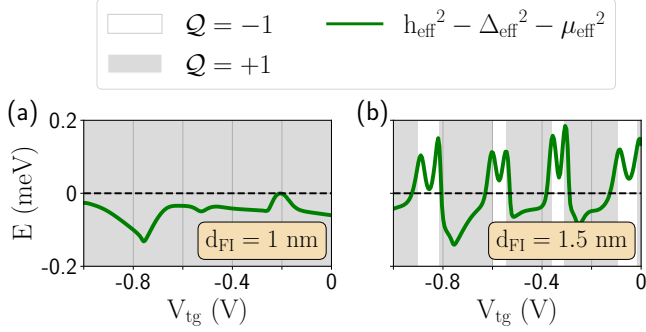 𝒬 = −1
h_eff² − Δ_eff² − μ_eff²
𝒬 = +1
(a)
(b)
E (meV)
0.2
0
-0.2
d_FI = 1 nm
d_FI = 1.5 nm
-0.8
-0.4
0
-0.8
-0.4
0
V_tg (V)
V_tg (V)